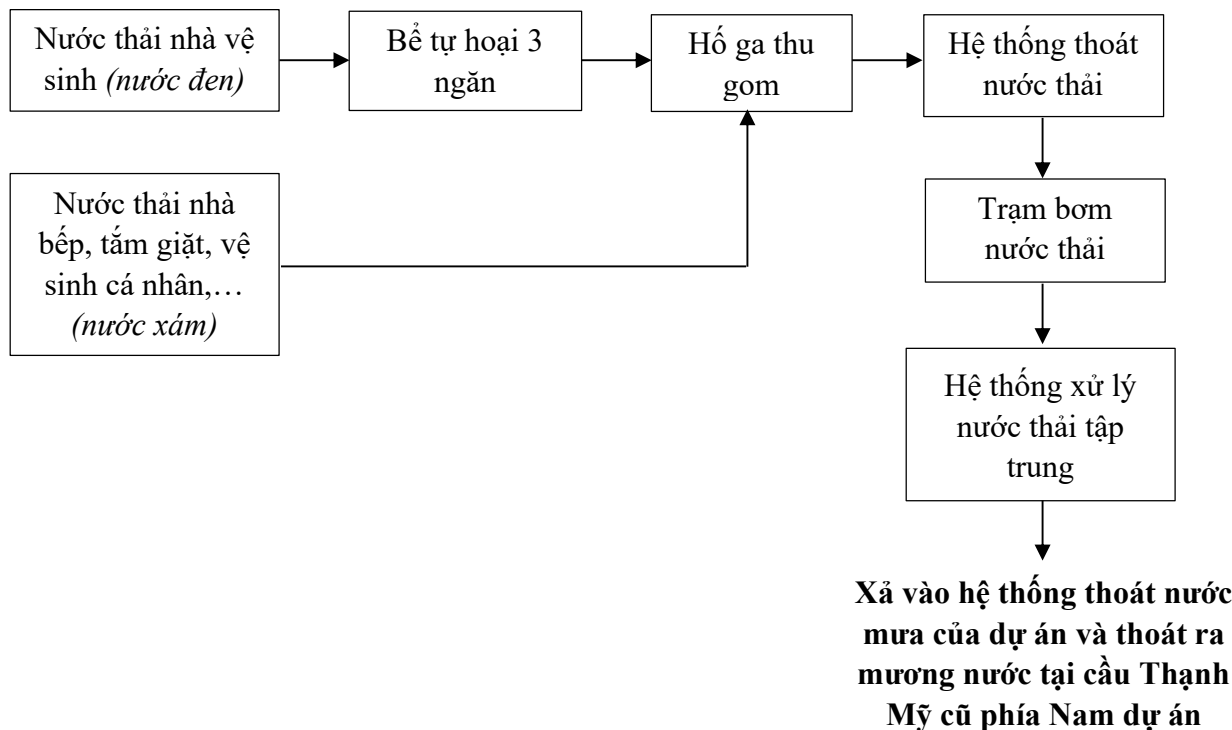 Nước thải nhà vệ
sinh (nước đen)
Bể tự hoại 3
ngăn
Hố ga thu
gom
Hệ thống thoát
nước thải
Nước thải nhà
bếp, tắm giặt, vệ
sinh cá nhân,…
(nước xám)
Trạm bơm
nước thải
Hệ thống xử lý
nước thải tập
trung
Xả vào hệ thống thoát nước
mưa của dự án và thoát ra
mương nước tại cầu Thạnh
Mỹ cũ phía Nam dự án